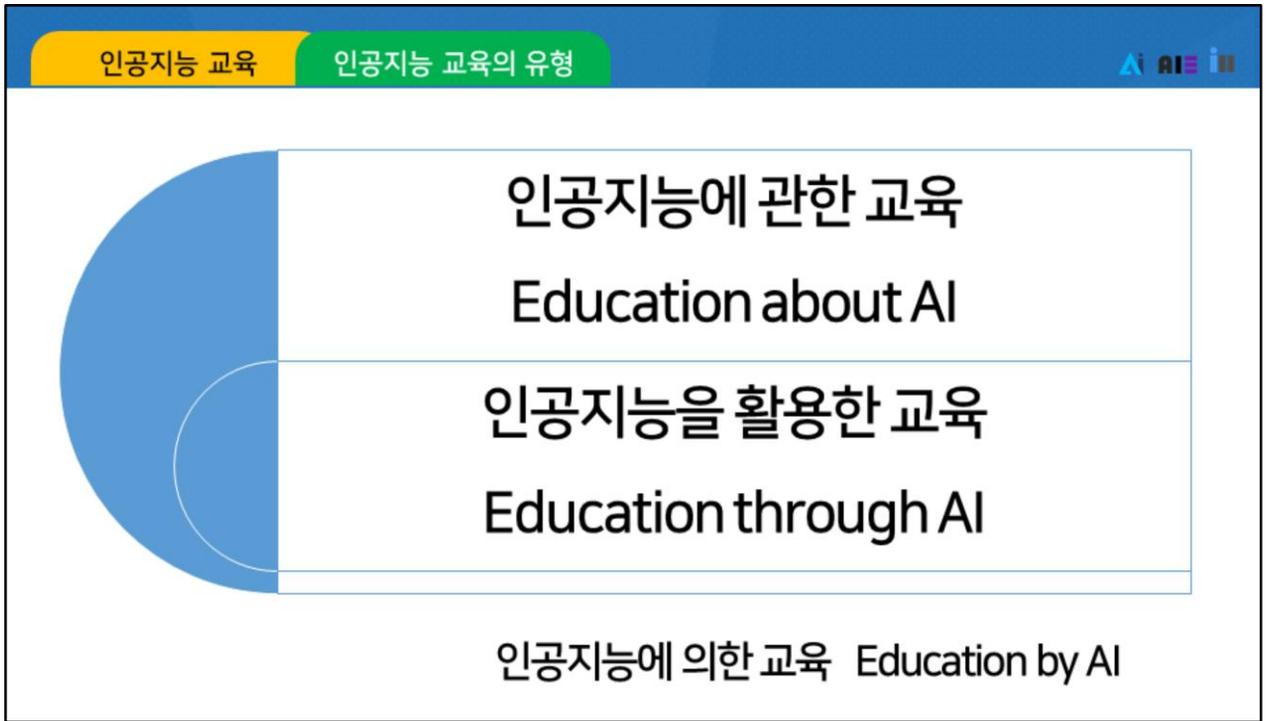 인공지능 교육
인공지능 교육의 유형
Ai AIE
인공지능에 관한 교육
Education about AI
인공지능을 활용한 교육
Education through AI
인공지능에 의한 교육 Education by AI